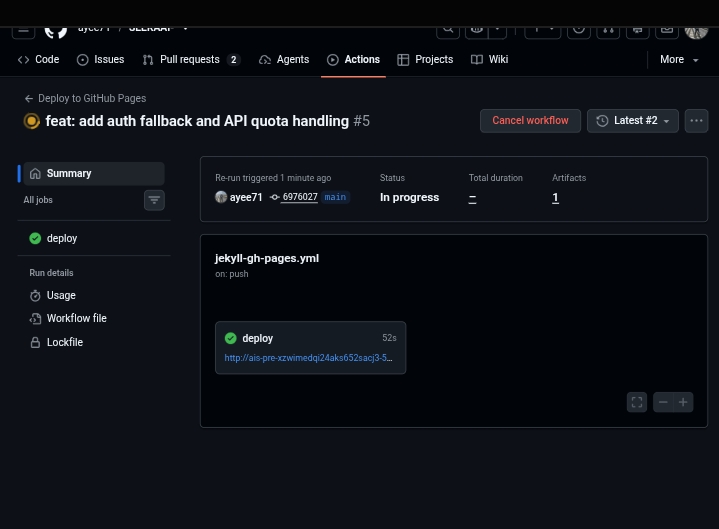 Code Issues Pull requests 2 Agents Actions Projects Wiki More
Deploy to GitHub Pages
feat: add auth fallback and API quota handling #5
Cancel workflow
Latest #2
Summary
All jobs
deploy
Run details
Usage
Workflow file
Lockfile
Re-run triggered 1 minute ago
ayee71 6976027 main
Status
In progress
Total duration
–
Artifacts
1
jekyll-gh-pages.yml
on: push
deploy 52s
http://ais-pre-xzwimedqi24aks652sacj3-5...